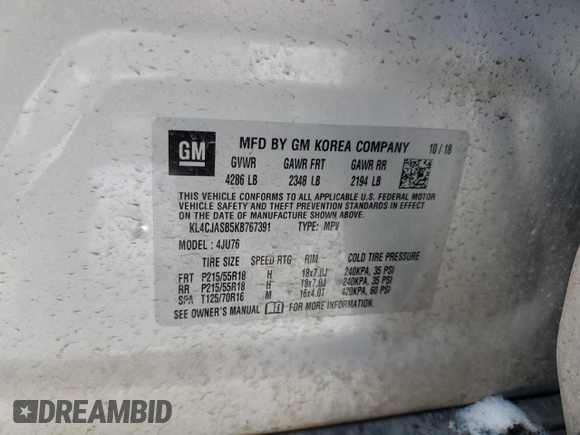 GM
MFD BY GM KOREA COMPANY 10/18
GVWR GAWR FRT GAWR RR
4286 LB 2348 LB 2194 LB
THIS VEHICLE CONFORMS TO ALL APPLICABLE U.S. FEDERAL MOTOR
VEHICLE SAFETY AND THEFT PREVENTION STANDARDS IN EFFECT ON
THE DATE OF MANUFACTURE SHOWN ABOVE.
KL4CJASB5KB767391 TYPE: MPV
MODEL: 4JU76
TIRE SIZE SPEED RTG RIM COLD TIRE PRESSURE
FRT P215/55R18 H 18x7.0J 240KPA, 35 PSI
RR P215/55R18 H 18x7.0J 240KPA, 35 PSI
SPA T125/70R16 M 16x4.0T 420KPA, 60 PSI
SEE OWNER'S MANUAL FOR MORE INFORMATION.
DREAMBID